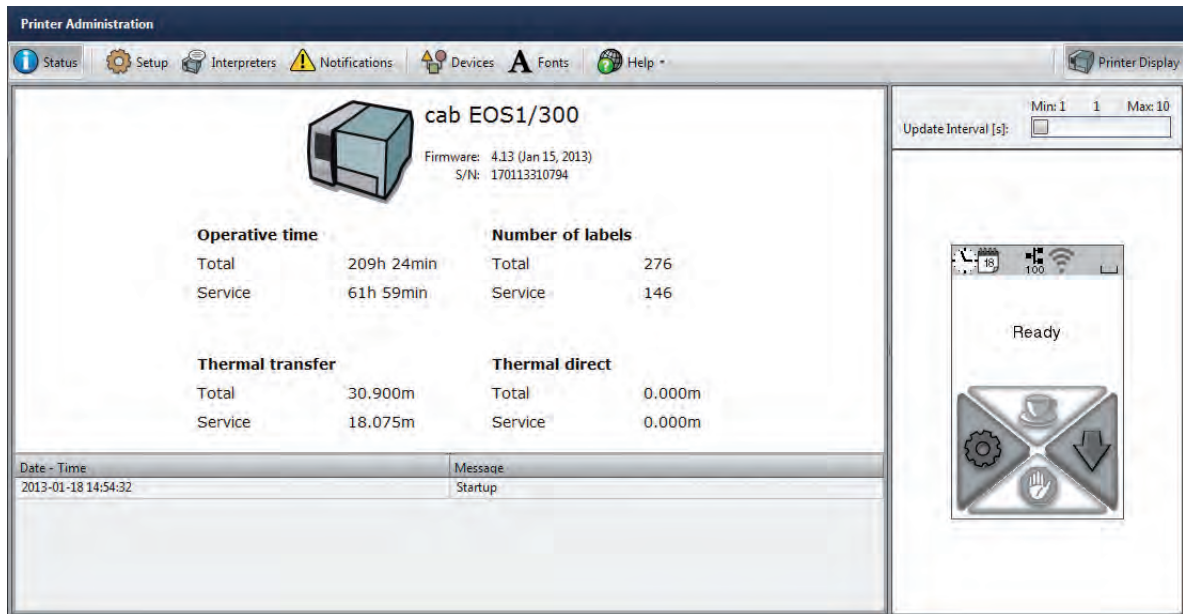 Printer Administration
Status Setup Interpreters Notifications Devices A Fonts Help Printer Display
cab EOS1/300
Firmware: 4.13 (Jan 15, 2013)
S/N: 170113310794
Operative time Number of labels
Total 209h 24min Total 276
Service 61h 59min Service 146
Thermal transfer Thermal direct
Total 30.900m Total 0.000m
Service 18.075m Service 0.000m
Date - Time Message
2013-01-18 14:54:32 Startup
Min: 1 1 Max: 10
Update Interval [s]:
18 100
Ready